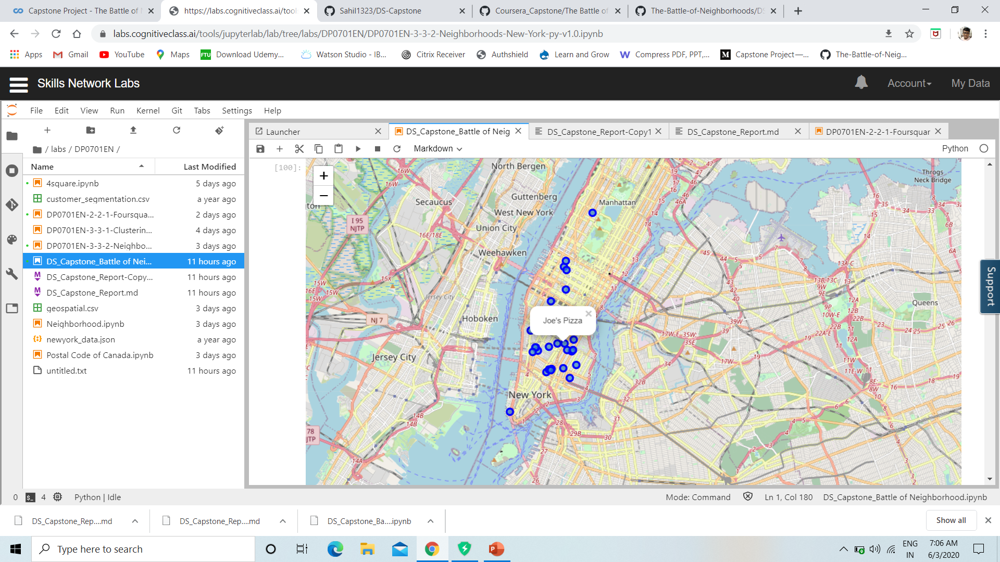 Capstone Project - The Battle of N
https://labs.cognitiveclass.ai/tool
Sahil1323/DS-Capstone
Coursera_Capstone/The Battle of
The-Battle-of-Neighborhoods/DS
labs.cognitiveclass.ai/tools/jupyterlab/lab/tree/labs/DP0701EN/DP0701EN-3-3-2-Neighborhoods-New-York-py-v1.0.ipynb
Apps Gmail YouTube Maps FTU Download Udemy... Watson Studio - IB... Citrix Receiver Authshield Learn and Grow Compress PDF, PPT,... Capstone Project—... The-Battle-of-Neig...
Skills Network Labs
Account
My Data
File Edit View Run Kernel Git Tabs Settings Help
Launcher
DS_Capstone_Battle of Neig
DS_Capstone_Report-Copy1
DS_Capstone_Report.md
DP0701EN-2-2-1-Foursquar
Markdown
Python
/ labs / DP0701EN /
Name Last Modified
4square.ipynb 5 days ago
customer_segmentation.csv a year ago
DP0701EN-2-2-1-Foursqua... 2 days ago
DP0701EN-3-3-1-Clusterin... 4 days ago
DP0701EN-3-3-2-Neighbo... 3 days ago
DS_Capstone_Battle of Nei... 11 hours ago
DS_Capstone_Report-Copy... 11 hours ago
DS_Capstone_Report.md 11 hours ago
geospatial.csv 3 days ago
Neighborhood.ipynb 3 days ago
newyork_data.json a year ago
Postal Code of Canada.ipynb 3 days ago
untitled.txt 11 hours ago
[100]:
+
−
North Bergen
Throgs
Neck Bridge
Guttenberg
Secaucus
Manhattan
West New York
I 95
NJTP
Union City
16E/18E
Weehawken
Jersey City
Queens
Hoboken
NJ 7
Joe's Pizza
Jersey City
New York
78
JTP
Support
0 4 Python | Idle
Mode: Command Ln 1, Col 180 DS_Capstone_Battle of Neighborhood.ipynb
DS_Capstone_Rep....md
DS_Capstone_Rep....md
DS_Capstone_Ba....ipynb
Show all
Type here to search
ENG
IN
7:06 AM
6/3/2020